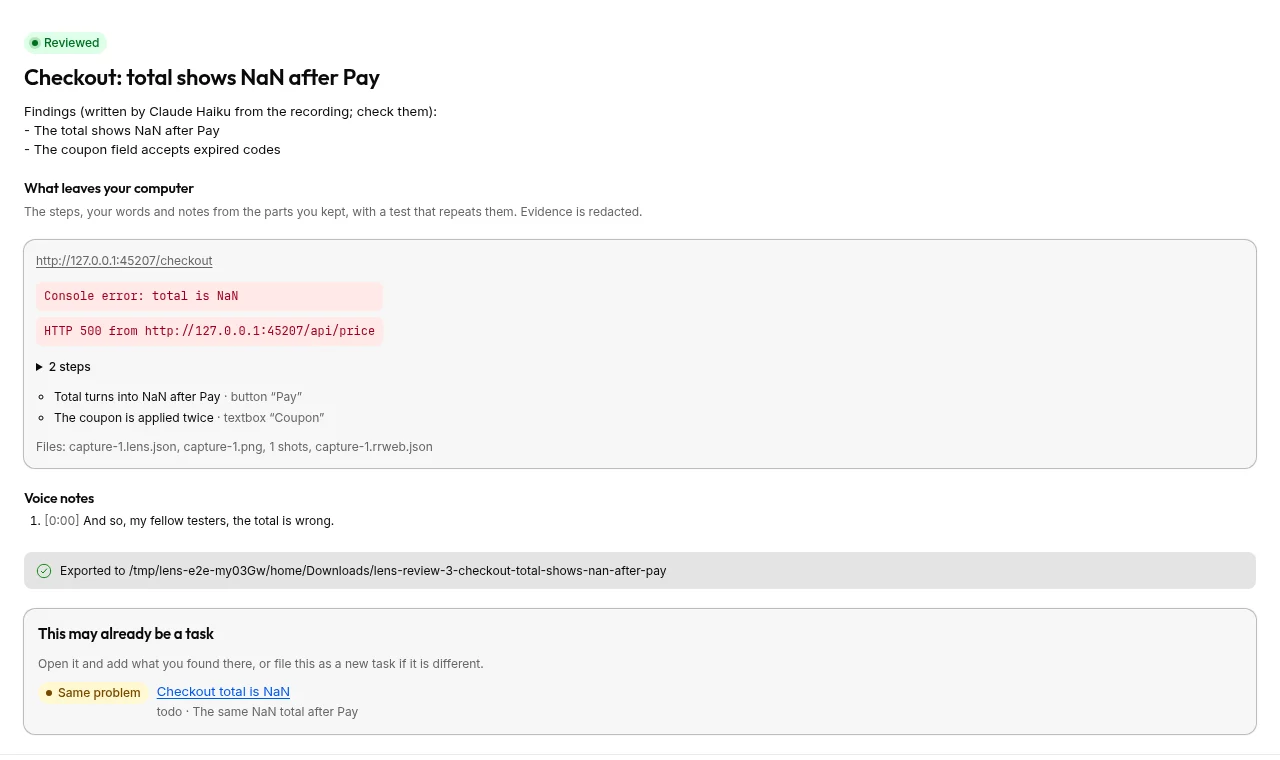 Reviewed
Checkout: total shows NaN after Pay
Findings (written by Claude Haiku from the recording; check them):
- The total shows NaN after Pay
- The coupon field accepts expired codes
What leaves your computer
The steps, your words and notes from the parts you kept, with a test that repeats them. Evidence is redacted.
http://127.0.0.1:45207/checkout
Console error: total is NaN
HTTP 500 from http://127.0.0.1:45207/api/price
2 steps
Total turns into NaN after Pay · button “Pay”
The coupon is applied twice · textbox “Coupon”
Files: capture-1.lens.json, capture-1.png, 1 shots, capture-1.rrweb.json
Voice notes
1. [0:00] And so, my fellow testers, the total is wrong.
Exported to /tmp/lens-e2e-my03Gw/home/Downloads/lens-review-3-checkout-total-shows-nan-after-pay
This may already be a task
Open it and add what you found there, or file this as a new task if it is different.
Same problem Checkout total is NaN
todo · The same NaN total after Pay